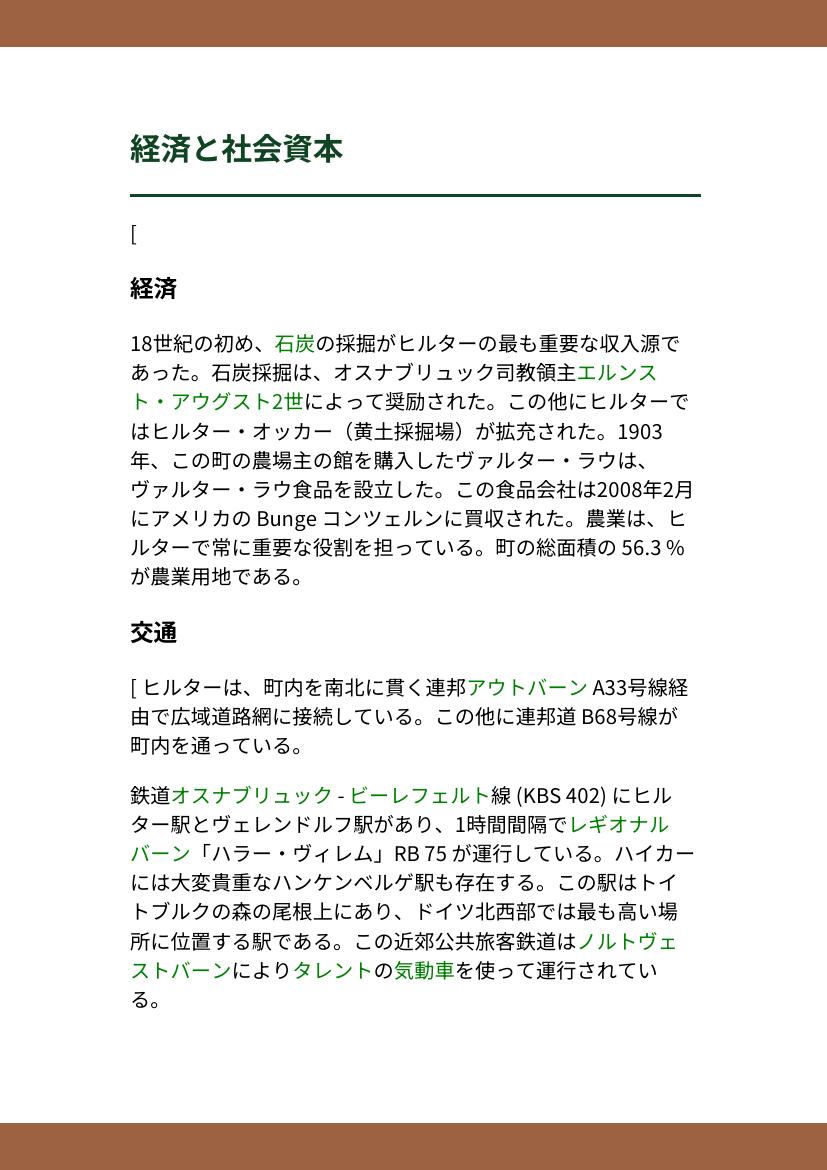 経済と社会資本
[
経済
18世紀の初め、石炭の採掘がヒルターの最も重要な収入源で
あった。石炭採掘は、オスナブリュック司教領主エルンス
ト・アウグスト2世によって奨励された。この他にヒルターで
はヒルター・オッカー（黄土採掘場）が拡充された。1903
年、この町の農場主の館を購入したヴァルター・ラウは、
ヴァルター・ラウ食品を設立した。この食品会社は2008年2月
にアメリカの Bunge コンツェルンに買収された。農業は、ヒ
ルターで常に重要な役割を担っている。町の総面積の 56.3 %
が農業用地である。
交通
[ ヒルターは、町内を南北に貫く連邦アウトバーン A33号線経
由で広域道路網に接続している。この他に連邦道 B68号線が
町内を通っている。
鉄道オスナブリュック - ビーレフェルト線 (KBS 402) にヒル
ター駅とヴェレンドルフ駅があり、1時間間隔でレギオナル
バーン「ハラー・ヴィレム」RB 75 が運行している。ハイカー
には大変貴重なハンケンベルゲ駅も存在する。この駅はトイ
トブルクの森の尾根上にあり、ドイツ北西部では最も高い場
所に位置する駅である。この近郊公共旅客鉄道はノルトヴェ
ストバーンによりタレントの気動車を使って運行されてい
る。